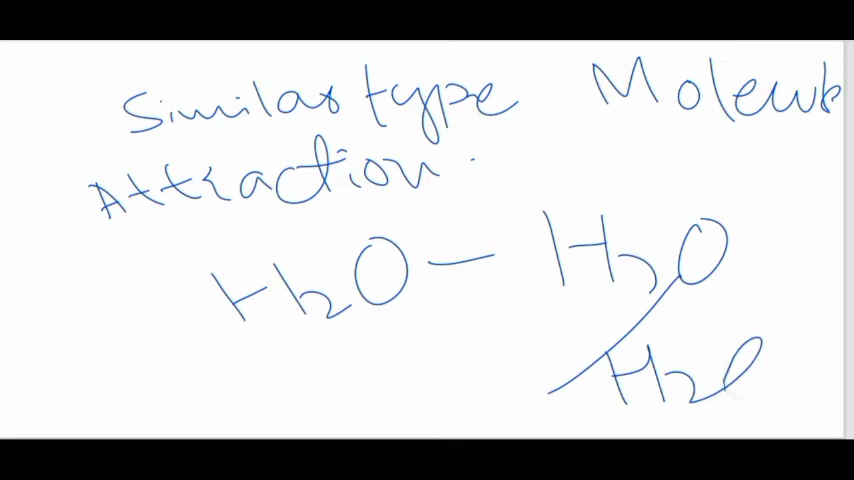 Similar type Molecule
Attraction.
H2O — H2O
H2O